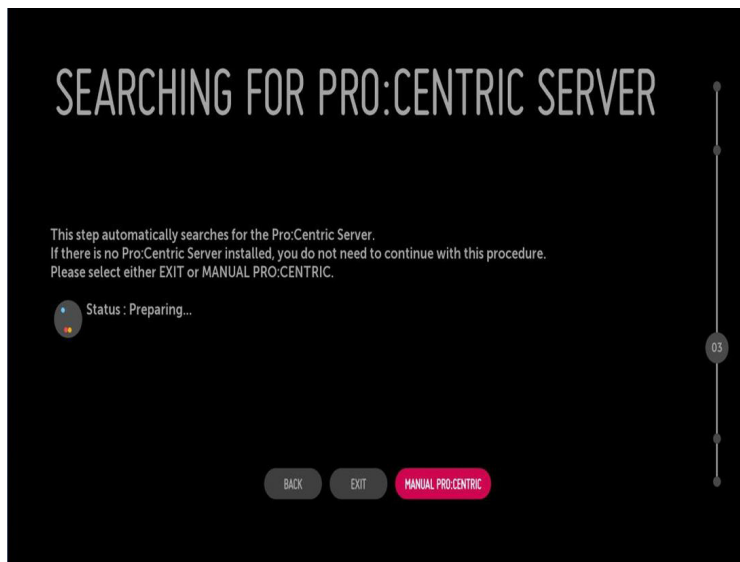 SEARCHING FOR PRO:CENTRIC SERVER
This step automatically searches for the Pro:Centric Server.
If there is no Pro:Centric Server installed, you do not need to continue with this procedure.
Please select either EXIT or MANUAL PRO:CENTRIC.
Status : Preparing...
03
BACK EXIT MANUAL PRO:CENTRIC